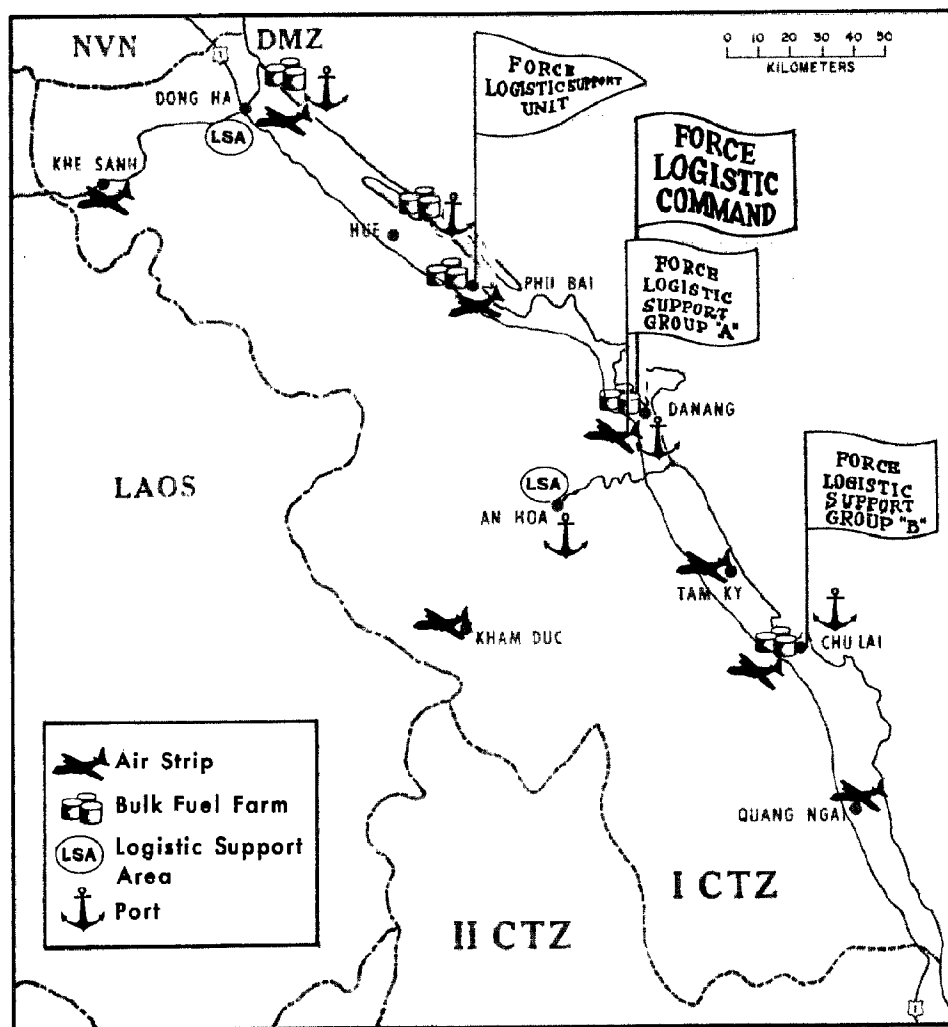 NVN
DMZ
1
0 10 20 30 40 50
KILOMETERS
DONG HA
LSA
KHE SANH
HUE
PHU BAI
FORCE
LOGISTIC SUPPORT
UNIT
FORCE
LOGISTIC
COMMAND
FORCE
LOGISTIC
SUPPORT
GROUP "A"
DANANG
LAOS
LSA
AN HOA
FORCE
LOGISTIC
SUPPORT
GROUP "B"
TAM KY
KHAM DUC
CHU LAI
QUANG NGAI
Air Strip
Bulk Fuel Farm
LSA
Logistic Support
Area
Port
I CTZ
II CTZ
1